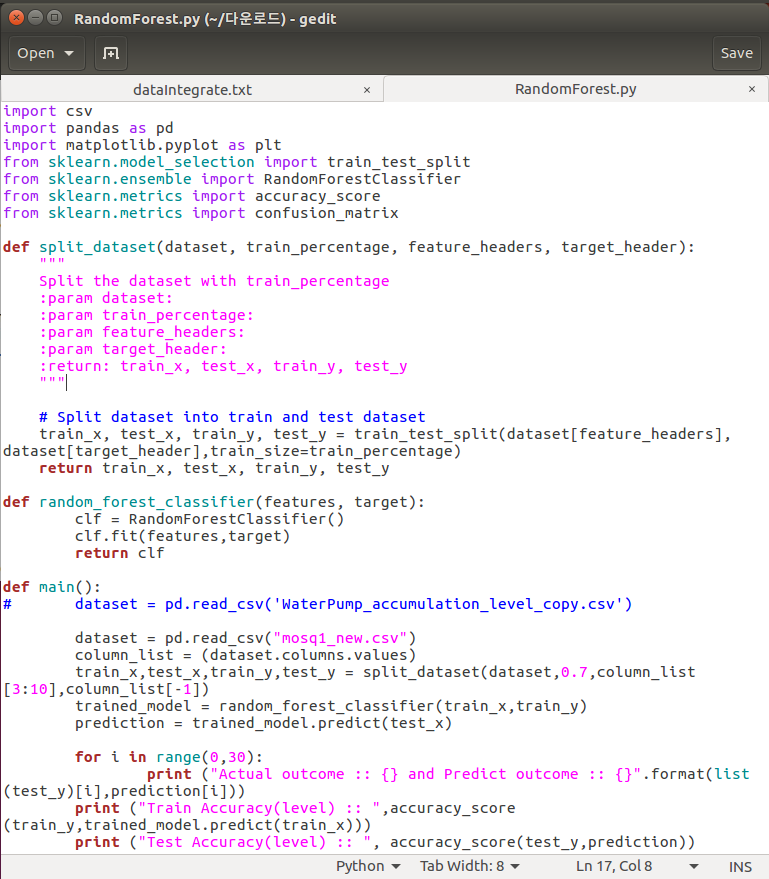 RandomForest.py (~/다운로드) - gedit
Open
Save
dataIntegrate.txt ×
RandomForest.py ×
import csv
import pandas as pd
import matplotlib.pyplot as plt
from sklearn.model_selection import train_test_split
from sklearn.ensemble import RandomForestClassifier
from sklearn.metrics import accuracy_score
from sklearn.metrics import confusion_matrix
def split_dataset(dataset, train_percentage, feature_headers, target_header):
    """
    Split the dataset with train_percentage
    :param dataset:
    :param train_percentage:
    :param feature_headers:
    :param target_header:
    :return: train_x, test_x, train_y, test_y
    """
    # Split dataset into train and test dataset
    train_x, test_x, train_y, test_y = train_test_split(dataset[feature_headers],
dataset[target_header],train_size=train_percentage)
    return train_x, test_x, train_y, test_y
def random_forest_classifier(features, target):
        clf = RandomForestClassifier()
        clf.fit(features,target)
        return clf
def main():
#       dataset = pd.read_csv('WaterPump_accumulation_level_copy.csv')
        dataset = pd.read_csv("mosq1_new.csv")
        column_list = (dataset.columns.values)
        train_x,test_x,train_y,test_y = split_dataset(dataset,0.7,column_list
[3:10],column_list[-1])
        trained_model = random_forest_classifier(train_x,train_y)
        prediction = trained_model.predict(test_x)
        for i in range(0,30):
                print ("Actual outcome :: {} and Predict outcome :: {}".format(list
(test_y)[i],prediction[i]))
        print ("Train Accuracy(level) :: ",accuracy_score
(train_y,trained_model.predict(train_x)))
        print ("Test Accuracy(level) :: ", accuracy_score(test_y,prediction))
Python Tab Width: 8 Ln 17, Col 8 INS